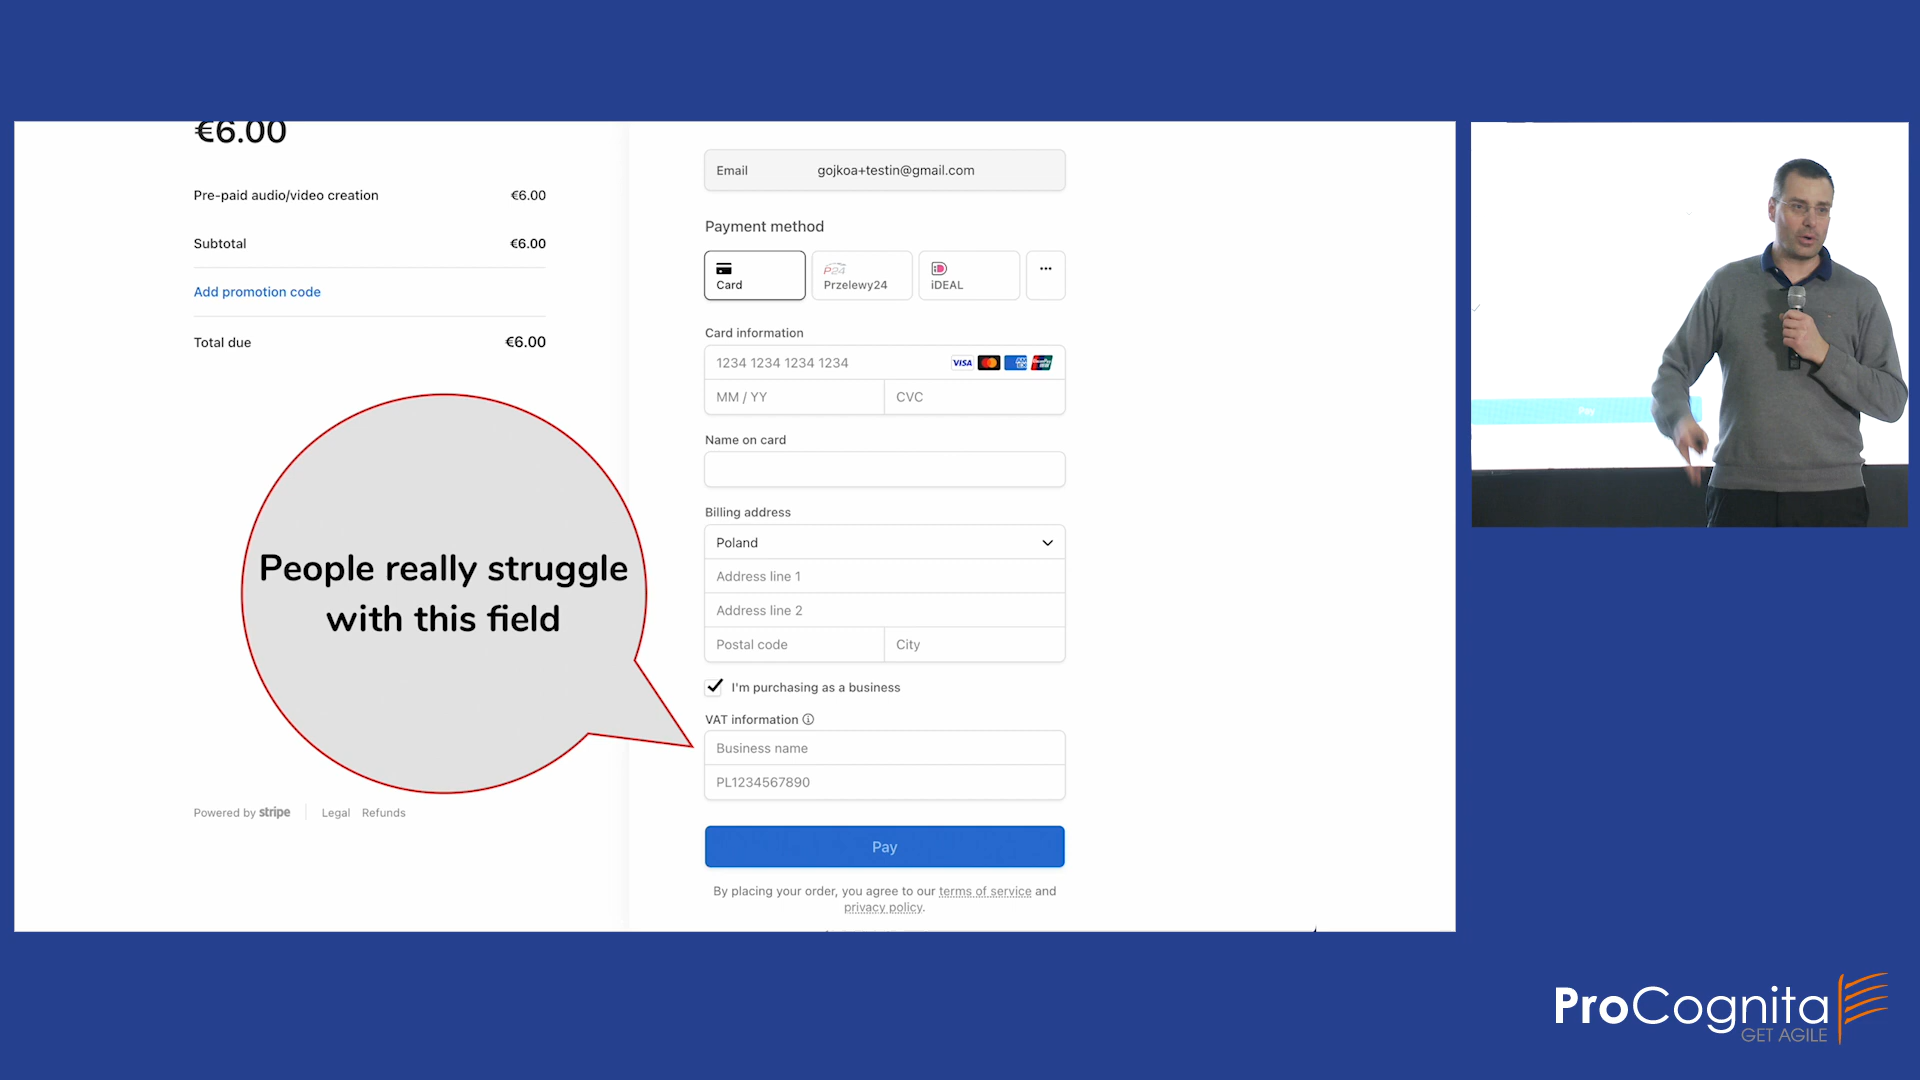 €6.00
Pre-paid audio/video creation €6.00
Subtotal €6.00
Add promotion code
Total due €6.00
People really struggle
with this field
Powered by stripe Legal Refunds
Email gojkoa+testin@gmail.com
Payment method
Card
P24
Przelewy24
iD
iDEAL
...
Card information
1234 1234 1234 1234 VISA
MM / YY CVC
Name on card
Billing address
Poland
Address line 1
Address line 2
Postal code City
I'm purchasing as a business
VAT information
Business name
PL1234567890
Pay
By placing your order, you agree to our terms of service and
privacy policy.
Pay
ProCognita
GET AGILE